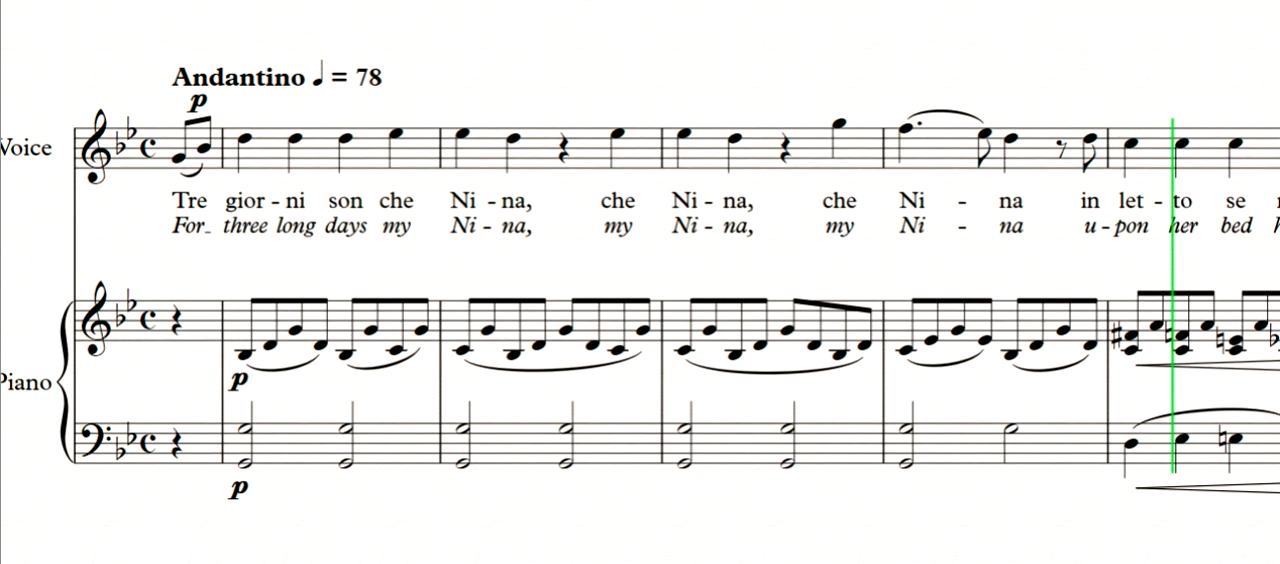 Andantino ♩ = 78
p
Voice
Tre gior - ni son che Ni - na, che Ni - na, che Ni - na in let - to se
For_ three long days my Ni - na, my Ni - na, my Ni - na u - pon her bed
p
Piano
p